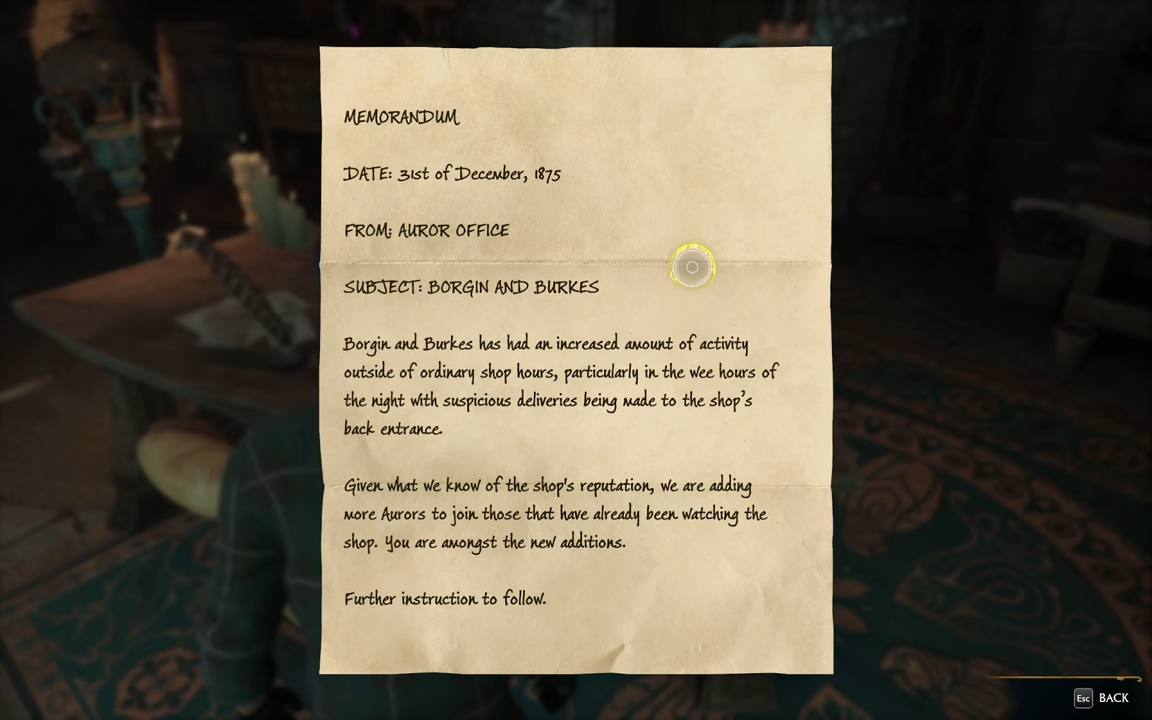 MEMORANDUM
DATE: 31st of December, 1875
FROM: AUROR OFFICE
SUBJECT: BORGIN AND BURKES
Borgin and Burkes has had an increased amount of activity
outside of ordinary shop hours, particularly in the wee hours of
the night with suspicious deliveries being made to the shop's
back entrance.
Given what we know of the shop's reputation, we are adding
more Aurors to join those that have already been watching the
shop. You are amongst the new additions.
Further instruction to follow.
Esc BACK